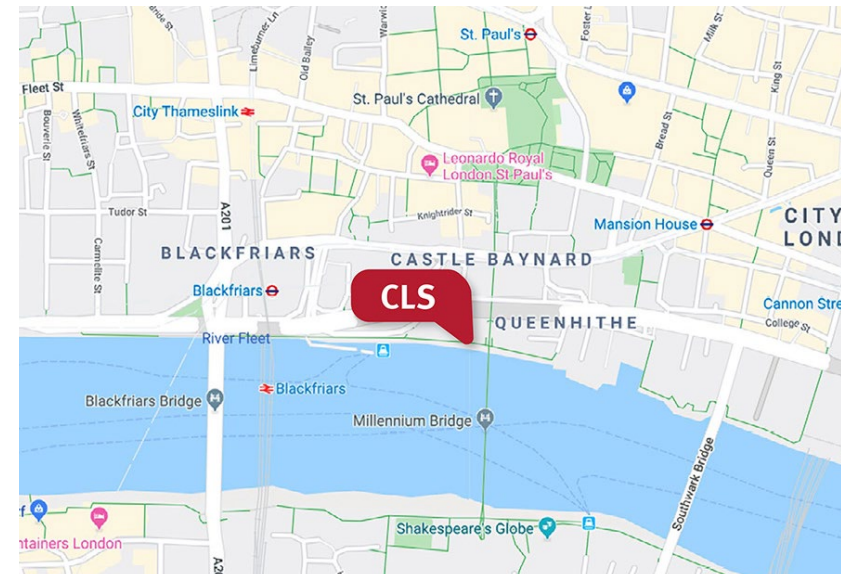 St. Paul's
Foster L
Milk St
King St
Warwic
Limeburner Ln
Old Bailey
Fleet St
St. Paul's Cathedral
City Thameslink
Bouverie St
Whitefriars St
Bread St
Queen St
Leonardo Royal
London St Paul's
Tudor St
A201
Knightrider St
Mansion House
CITY
LOND
Carmelite St
BLACKFRIARS
CASTLE BAYNARD
Blackfriars
CLS
Cannon Stre
QUEENHITHE
College St
River Fleet
Blackfriars
Blackfriars Bridge
Millennium Bridge
Southwark Bridge
Shakespeare's Globe
ntainers London